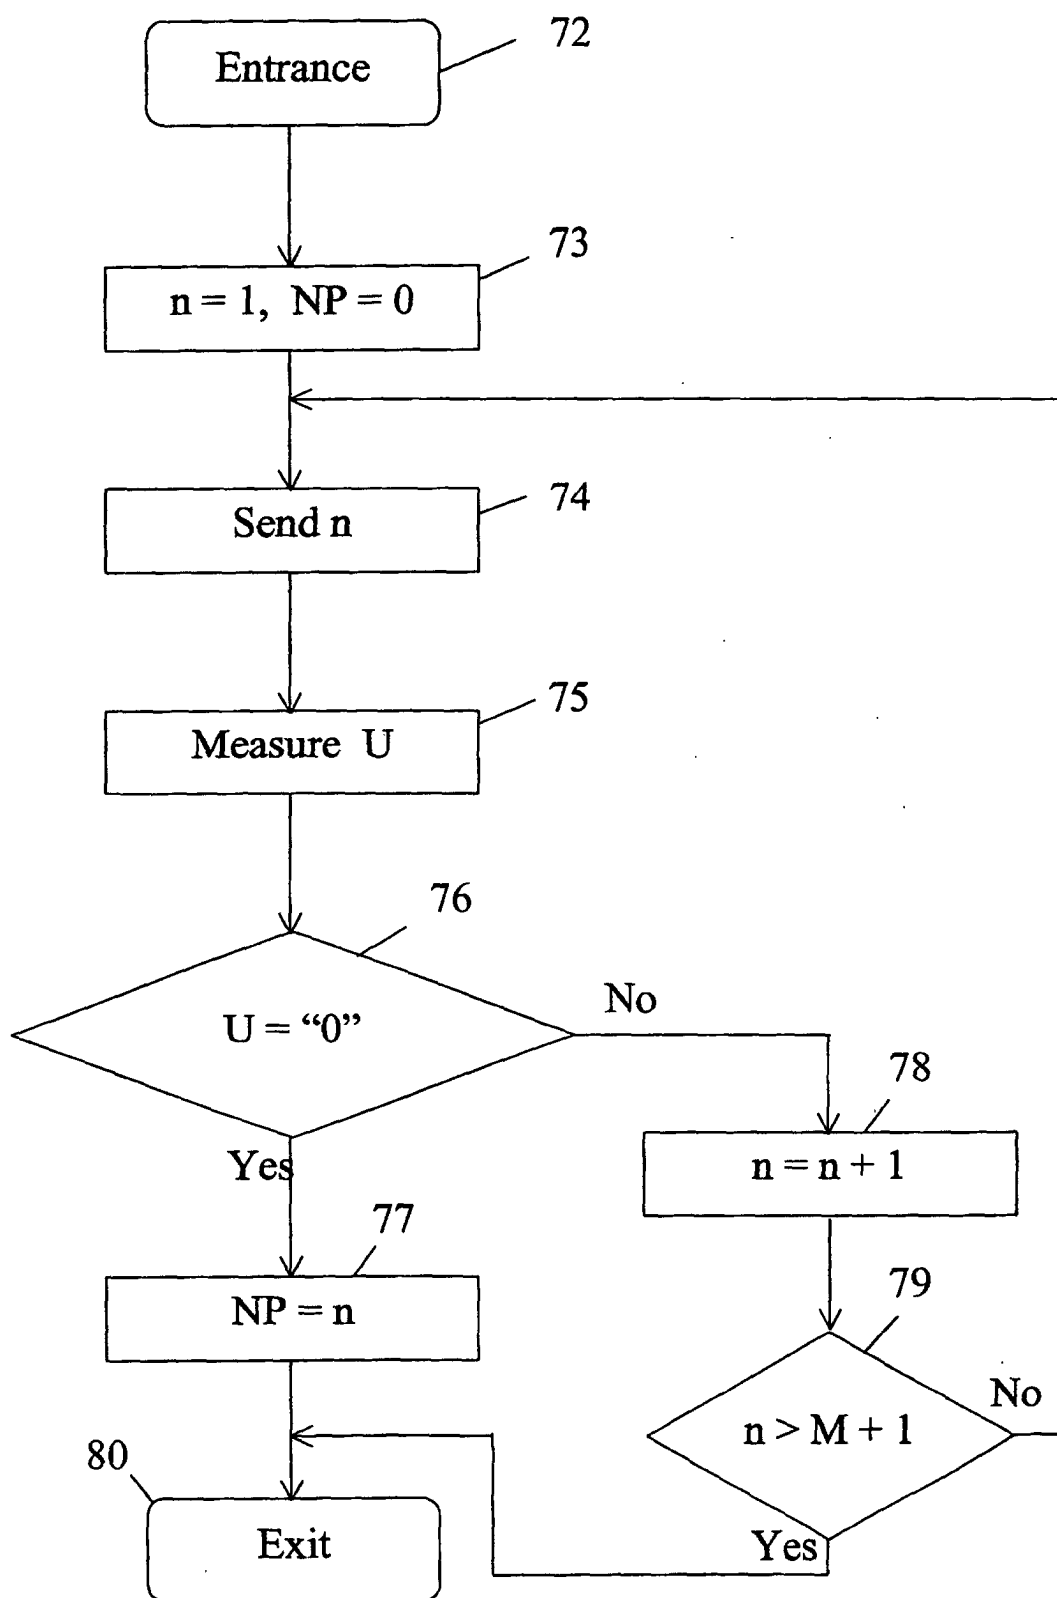 72
Entrance
73
n = 1, NP = 0
74
Send n
75
Measure U
76
U = “0”
No
78
n = n + 1
Yes
77
NP = n
79
n > M + 1
No
80
Exit
Yes